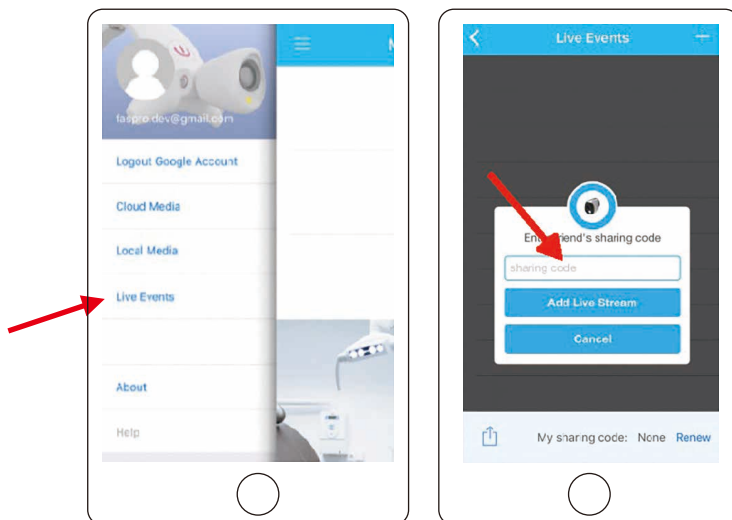 faspro.dev@gmail.com
Logout Google Account
Cloud Media
Local Media
Live Events
About
Help
Live Events
friend's sharing code
sharing code
Add Live Stream
Cancel
My sharing code: None Renew